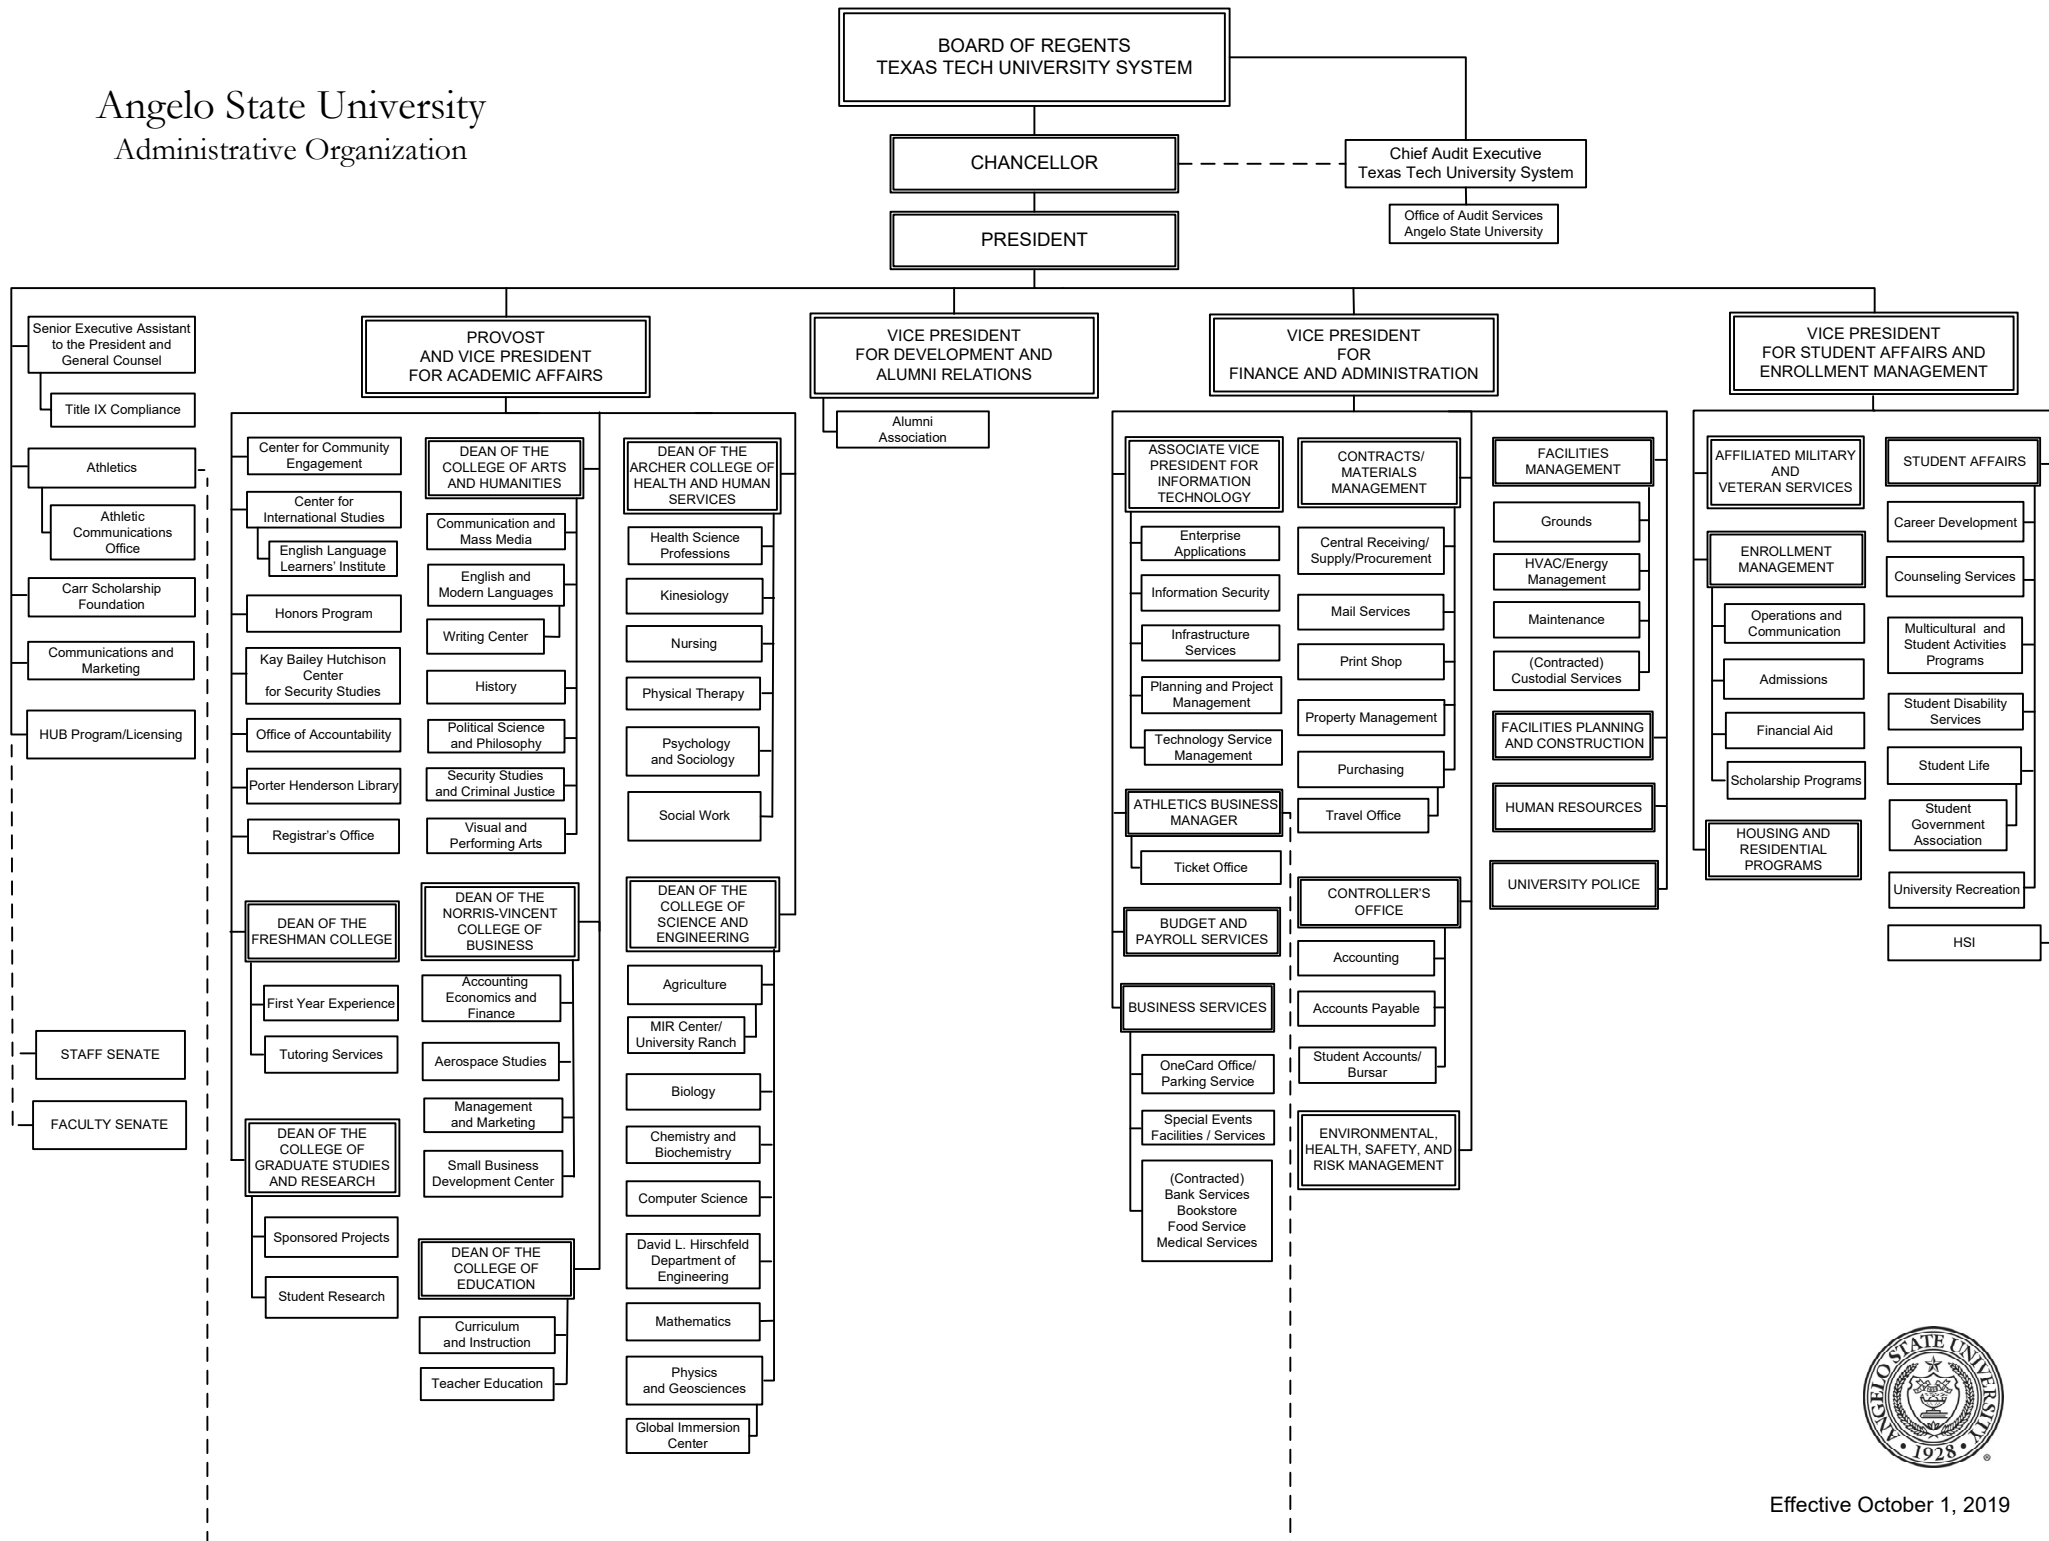 Angelo State University
Administrative Organization
BOARD OF REGENTS
TEXAS TECH UNIVERSITY SYSTEM
CHANCELLOR
Chief Audit Executive
Texas Tech University System
Office of Audit Services
Angelo State University
PRESIDENT
Senior Executive Assistant
to the President and
General Counsel
Title IX Compliance
Athletics
Athletic
Communications
Office
Carr Scholarship
Foundation
Communications and
Marketing
HUB Program/Licensing
STAFF SENATE
FACULTY SENATE
PROVOST
AND VICE PRESIDENT
FOR ACADEMIC AFFAIRS
Center for Community
Engagement
Center for
International Studies
English Language
Learners’ Institute
Honors Program
Kay Bailey Hutchison
Center
for Security Studies
Office of Accountability
Porter Henderson Library
Registrar’s Office
DEAN OF THE
FRESHMAN COLLEGE
First Year Experience
Tutoring Services
DEAN OF THE
COLLEGE OF
GRADUATE STUDIES
AND RESEARCH
Sponsored Projects
Student Research
DEAN OF THE
COLLEGE OF ARTS
AND HUMANITIES
Communication and
Mass Media
English and
Modern Languages
Writing Center
History
Political Science
and Philosophy
Security Studies
and Criminal Justice
Visual and
Performing Arts
DEAN OF THE
NORRIS-VINCENT
COLLEGE OF
BUSINESS
Accounting
Economics and
Finance
Aerospace Studies
Management
and Marketing
Small Business
Development Center
DEAN OF THE
COLLEGE OF
EDUCATION
Curriculum
and Instruction
Teacher Education
DEAN OF THE
ARCHER COLLEGE OF
HEALTH AND HUMAN
SERVICES
Health Science
Professions
Kinesiology
Nursing
Physical Therapy
Psychology
and Sociology
Social Work
DEAN OF THE
COLLEGE OF
SCIENCE AND
ENGINEERING
Agriculture
MIR Center/
University Ranch
Biology
Chemistry and
Biochemistry
Computer Science
David L. Hirschfeld
Department of
Engineering
Mathematics
Physics
and Geosciences
Global Immersion
Center
VICE PRESIDENT
FOR DEVELOPMENT AND
ALUMNI RELATIONS
Alumni
Association
VICE PRESIDENT
FOR
FINANCE AND ADMINISTRATION
ASSOCIATE VICE
PRESIDENT FOR
INFORMATION
TECHNOLOGY
Enterprise
Applications
Information Security
Infrastructure
Services
Planning and Project
Management
Technology Service
Management
ATHLETICS BUSINESS
MANAGER
Ticket Office
BUDGET AND
PAYROLL SERVICES
BUSINESS SERVICES
OneCard Office/
Parking Service
Special Events
Facilities / Services
(Contracted)
Bank Services
Bookstore
Food Service
Medical Services
CONTRACTS/
MATERIALS
MANAGEMENT
Central Receiving/
Supply/Procurement
Mail Services
Print Shop
Property Management
Purchasing
Travel Office
CONTROLLER’S
OFFICE
Accounting
Accounts Payable
Student Accounts/
Bursar
ENVIRONMENTAL,
HEALTH, SAFETY, AND
RISK MANAGEMENT
FACILITIES
MANAGEMENT
Grounds
HVAC/Energy
Management
Maintenance
(Contracted)
Custodial Services
FACILITIES PLANNING
AND CONSTRUCTION
HUMAN RESOURCES
UNIVERSITY POLICE
VICE PRESIDENT
FOR STUDENT AFFAIRS AND
ENROLLMENT MANAGEMENT
AFFILIATED MILITARY
AND
VETERAN SERVICES
ENROLLMENT
MANAGEMENT
Operations and
Communication
Admissions
Financial Aid
Scholarship Programs
HOUSING AND
RESIDENTIAL
PROGRAMS
STUDENT AFFAIRS
Career Development
Counseling Services
Multicultural and
Student Activities
Programs
Student Disability
Services
Student Life
Student
Government
Association
University Recreation
HSI
ANGELO STATE UNIVERSITY
• 1928 •
®
Effective October 1, 2019